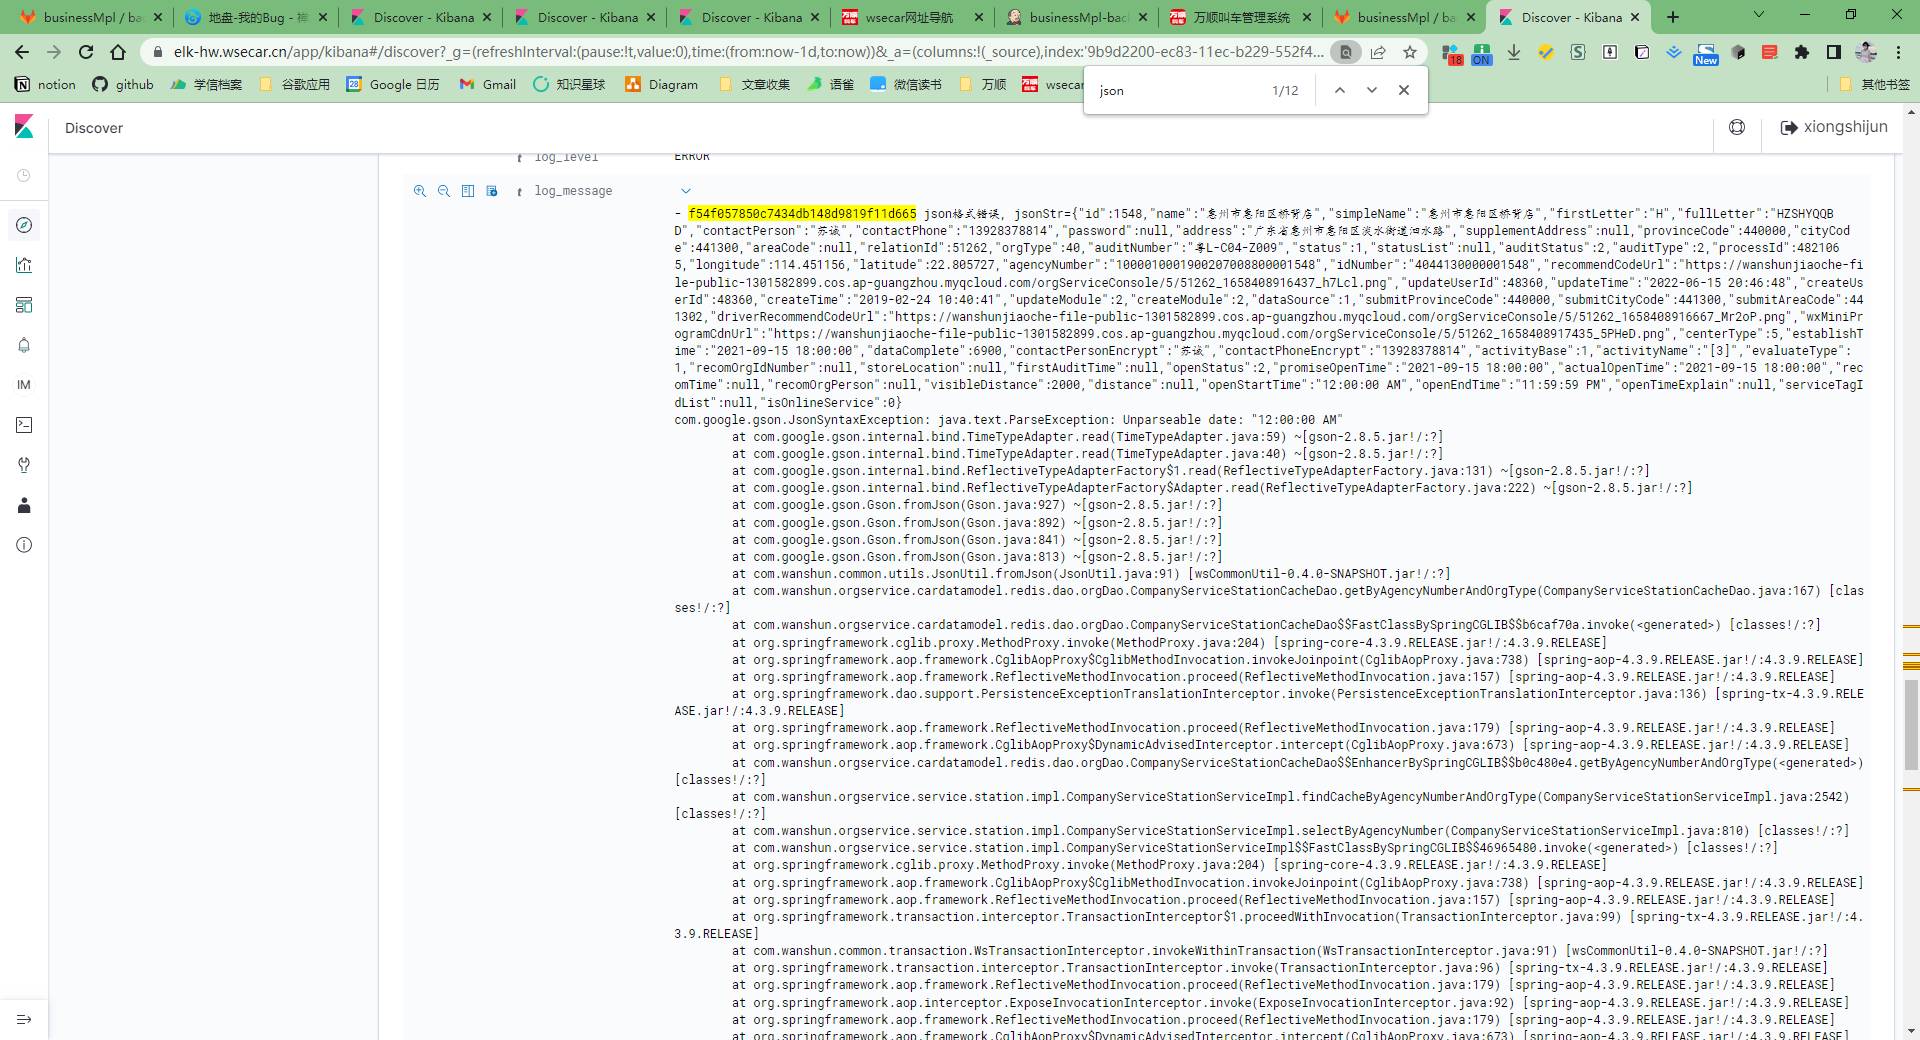 businessMpl / ba
地盘-我的Bug - 禅
Discover - Kibana
Discover - Kibana
Discover - Kibana
wsecar网址导航
businessMpl-back
万顺叫车管理系统
businessMpl / ba
Discover - Kibana
elk-hw.wsecar.cn/app/kibana#/discover?_g=(refreshInterval:(pause:!t,value:0),time:(from:now-1d,to:now))&_a=(columns:!(_source),index:'9b9d2200-ec83-11ec-b229-552f4...
18
ON
New
notion
github
学信档案
谷歌应用
28
Google 日历
Gmail
知识星球
Diagram
文章收集
语雀
微信读书
万顺
wsecar
其他书签
json
1/12
Discover
xiongshijun
IM
t log_level ERROR
t log_message
- f54f057850c7434db148d9819f11d665 json格式错误, jsonStr={"id":1548,"name":"惠州市惠阳区桥背店","simpleName":"惠州市惠阳区桥背店","firstLetter":"H","fullLetter":"HZSHYQQB
D","contactPerson":"苏诚","contactPhone":"13928378814","password":null,"address":"广东省惠州市惠阳区淡水街道泗水路","supplementAddress":null,"provinceCode":440000,"cityCod
e":441300,"areaCode":null,"relationId":51262,"orgType":40,"auditNumber":"粤L-C04-Z009","status":1,"statusList":null,"auditStatus":2,"auditType":2,"processId":482106
5,"longitude":114.451156,"latitude":22.805727,"agencyNumber":"1000010001900207008800001548","idNumber":"4044130000001548","recommendCodeUrl":"https://wanshunjiaoche-fi
le-public-1301582899.cos.ap-guangzhou.myqcloud.com/orgServiceConsole/5/51262_1658408916437_h7Lcl.png","updateUserId":48360,"updateTime":"2022-06-15 20:46:48","createUs
erId":48360,"createTime":"2019-02-24 10:40:41","updateModule":2,"createModule":2,"dataSource":1,"submitProvinceCode":440000,"submitCityCode":441300,"submitAreaCode":44
1302,"driverRecommendCodeUrl":"https://wanshunjiaoche-file-public-1301582899.cos.ap-guangzhou.myqcloud.com/orgServiceConsole/5/51262_1658408916667_Mr2oP.png","wxMiniPr
ogramCdnUrl":"https://wanshunjiaoche-file-public-1301582899.cos.ap-guangzhou.myqcloud.com/orgServiceConsole/5/51262_1658408917435_5PHeD.png","centerType":5,"establishT
ime":"2021-09-15 18:00:00","dataComplete":6900,"contactPersonEncrypt":"苏诚","contactPhoneEncrypt":"13928378814","activityBase":1,"activityName":"[3]","evaluateType":
1,"recomOrgIdNumber":null,"storeLocation":null,"firstAuditTime":null,"openStatus":2,"promiseOpenTime":"2021-09-15 18:00:00","actualOpenTime":"2021-09-15 18:00:00","rec
omTime":null,"recomOrgPerson":null,"visibleDistance":2000,"distance":null,"openStartTime":"12:00:00 AM","openEndTime":"11:59:59 PM","openTimeExplain":null,"serviceTagI
dList":null,"isOnlineService":0}
com.google.gson.JsonSyntaxException: java.text.ParseException: Unparseable date: "12:00:00 AM"
at com.google.gson.internal.bind.TimeTypeAdapter.read(TimeTypeAdapter.java:59) ~[gson-2.8.5.jar!/:?]
at com.google.gson.internal.bind.TimeTypeAdapter.read(TimeTypeAdapter.java:40) ~[gson-2.8.5.jar!/:?]
at com.google.gson.internal.bind.ReflectiveTypeAdapterFactory$1.read(ReflectiveTypeAdapterFactory.java:131) ~[gson-2.8.5.jar!/:?]
at com.google.gson.internal.bind.ReflectiveTypeAdapterFactory$Adapter.read(ReflectiveTypeAdapterFactory.java:222) ~[gson-2.8.5.jar!/:?]
at com.google.gson.Gson.fromJson(Gson.java:927) ~[gson-2.8.5.jar!/:?]
at com.google.gson.Gson.fromJson(Gson.java:892) ~[gson-2.8.5.jar!/:?]
at com.google.gson.Gson.fromJson(Gson.java:841) ~[gson-2.8.5.jar!/:?]
at com.google.gson.Gson.fromJson(Gson.java:813) ~[gson-2.8.5.jar!/:?]
at com.wanshun.common.utils.JsonUtil.fromJson(JsonUtil.java:91) [wsCommonUtil-0.4.0-SNAPSHOT.jar!/:?]
at com.wanshun.orgservice.cardatamodel.redis.dao.orgDao.CompanyServiceStationCacheDao.getByAgencyNumberAndOrgType(CompanyServiceStationCacheDao.java:167) [clas
ses!/:?]
at com.wanshun.orgservice.cardatamodel.redis.dao.orgDao.CompanyServiceStationCacheDao$$FastClassBySpringCGLIB$$b6caf70a.invoke(<generated>) [classes!/:?]
at org.springframework.cglib.proxy.MethodProxy.invoke(MethodProxy.java:204) [spring-core-4.3.9.RELEASE.jar!/:4.3.9.RELEASE]
at org.springframework.aop.framework.CglibAopProxy$CglibMethodInvocation.invokeJoinpoint(CglibAopProxy.java:738) [spring-aop-4.3.9.RELEASE.jar!/:4.3.9.RELEASE]
at org.springframework.aop.framework.ReflectiveMethodInvocation.proceed(ReflectiveMethodInvocation.java:157) [spring-aop-4.3.9.RELEASE.jar!/:4.3.9.RELEASE]
at org.springframework.dao.support.PersistenceExceptionTranslationInterceptor.invoke(PersistenceExceptionTranslationInterceptor.java:136) [spring-tx-4.3.9.RELE
ASE.jar!/:4.3.9.RELEASE]
at org.springframework.aop.framework.ReflectiveMethodInvocation.proceed(ReflectiveMethodInvocation.java:179) [spring-aop-4.3.9.RELEASE.jar!/:4.3.9.RELEASE]
at org.springframework.aop.framework.CglibAopProxy$DynamicAdvisedInterceptor.intercept(CglibAopProxy.java:673) [spring-aop-4.3.9.RELEASE.jar!/:4.3.9.RELEASE]
at com.wanshun.orgservice.cardatamodel.redis.dao.orgDao.CompanyServiceStationCacheDao$$EnhancerBySpringCGLIB$$b0c480e4.getByAgencyNumberAndOrgType(<generated>)
[classes!/:?]
at com.wanshun.orgservice.service.station.impl.CompanyServiceStationServiceImpl.findCacheByAgencyNumberAndOrgType(CompanyServiceStationServiceImpl.java:2542)
[classes!/:?]
at com.wanshun.orgservice.service.station.impl.CompanyServiceStationServiceImpl.selectByAgencyNumber(CompanyServiceStationServiceImpl.java:810) [classes!/:?]
at com.wanshun.orgservice.service.station.impl.CompanyServiceStationServiceImpl$$FastClassBySpringCGLIB$$46965480.invoke(<generated>) [classes!/:?]
at org.springframework.cglib.proxy.MethodProxy.invoke(MethodProxy.java:204) [spring-core-4.3.9.RELEASE.jar!/:4.3.9.RELEASE]
at org.springframework.aop.framework.CglibAopProxy$CglibMethodInvocation.invokeJoinpoint(CglibAopProxy.java:738) [spring-aop-4.3.9.RELEASE.jar!/:4.3.9.RELEASE]
at org.springframework.aop.framework.ReflectiveMethodInvocation.proceed(ReflectiveMethodInvocation.java:157) [spring-aop-4.3.9.RELEASE.jar!/:4.3.9.RELEASE]
at org.springframework.transaction.interceptor.TransactionInterceptor$1.proceedWithInvocation(TransactionInterceptor.java:99) [spring-tx-4.3.9.RELEASE.jar!/:4.
3.9.RELEASE]
at com.wanshun.common.transaction.WsTransactionInterceptor.invokeWithinTransaction(WsTransactionInterceptor.java:91) [wsCommonUtil-0.4.0-SNAPSHOT.jar!/:?]
at org.springframework.transaction.interceptor.TransactionInterceptor.invoke(TransactionInterceptor.java:96) [spring-tx-4.3.9.RELEASE.jar!/:4.3.9.RELEASE]
at org.springframework.aop.framework.ReflectiveMethodInvocation.proceed(ReflectiveMethodInvocation.java:179) [spring-aop-4.3.9.RELEASE.jar!/:4.3.9.RELEASE]
at org.springframework.aop.interceptor.ExposeInvocationInterceptor.invoke(ExposeInvocationInterceptor.java:92) [spring-aop-4.3.9.RELEASE.jar!/:4.3.9.RELEASE]
at org.springframework.aop.framework.ReflectiveMethodInvocation.proceed(ReflectiveMethodInvocation.java:179) [spring-aop-4.3.9.RELEASE.jar!/:4.3.9.RELEASE]
at org.springframework.aop.framework.CglibAopProxy$DynamicAdvisedInterceptor.intercept(CglibAopProxy.java:673) [spring-aop-4.3.9.RELEASE.jar!/:4.3.9.RELEASE]